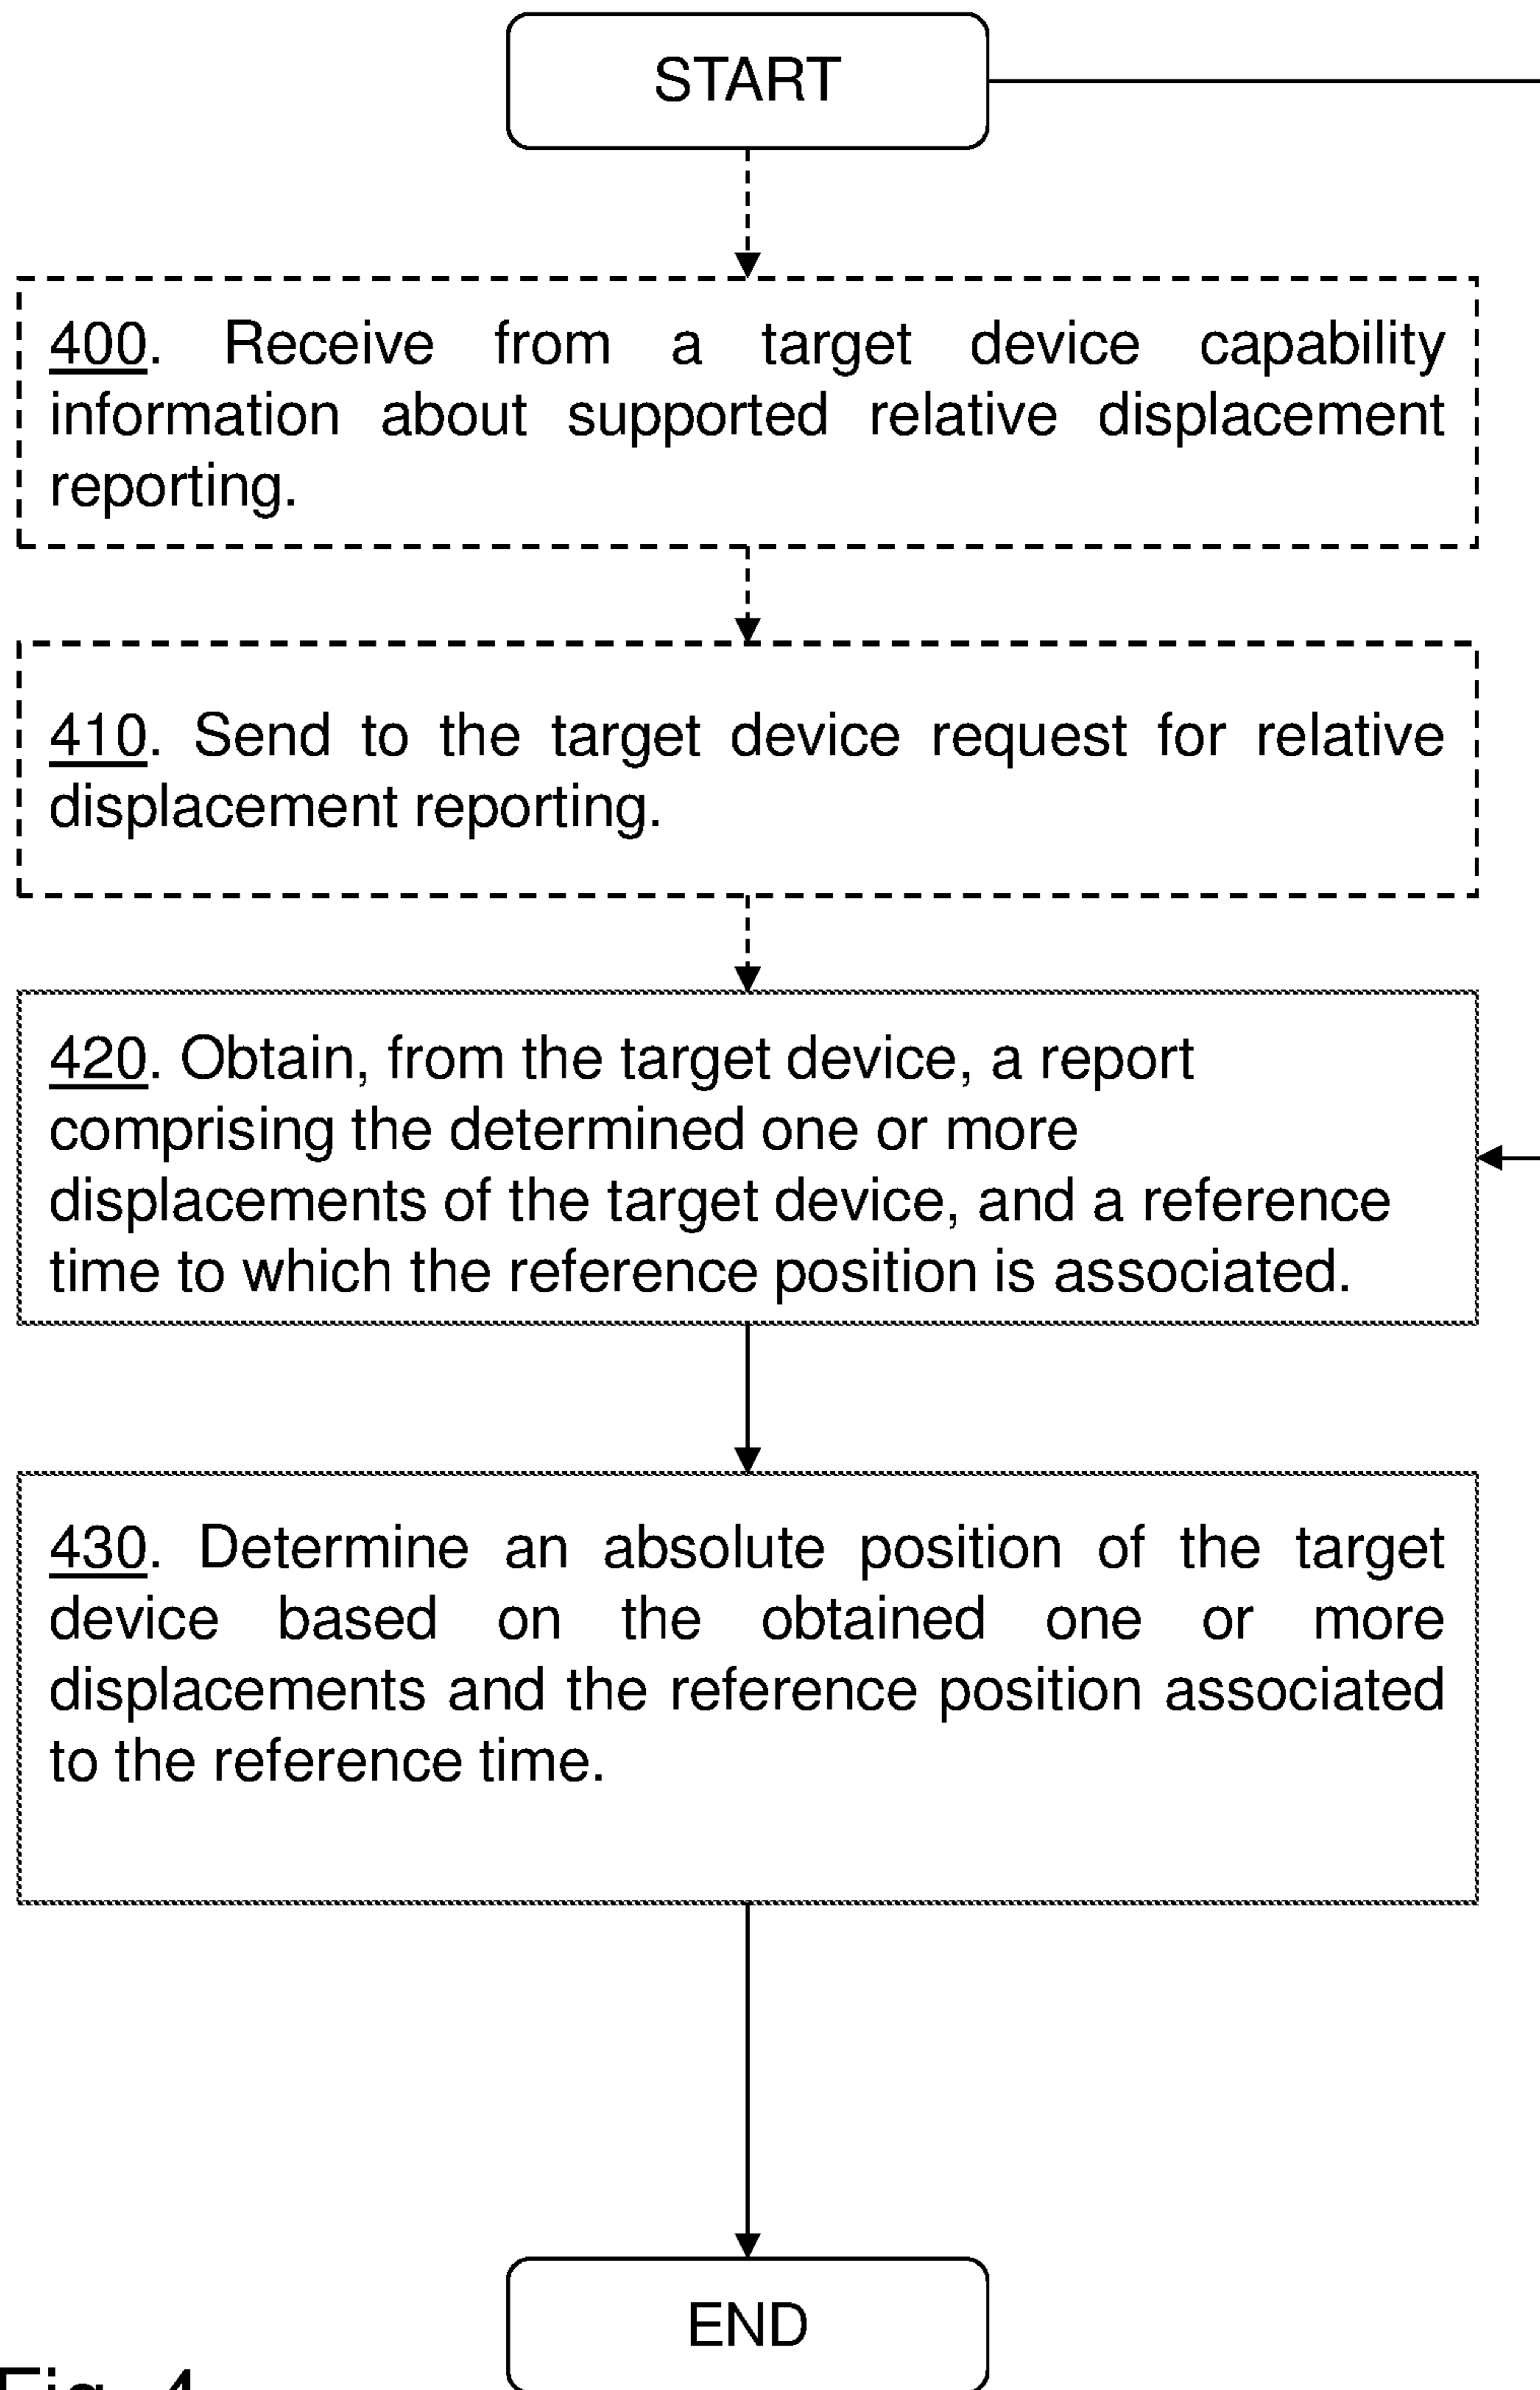 START
400. Receive from a target device capability
information about supported relative displacement
reporting.
410. Send to the target device request for relative
displacement reporting.
420. Obtain, from the target device, a report
comprising the determined one or more
displacements of the target device, and a reference
time to which the reference position is associated.
430. Determine an absolute position of the target
device based on the obtained one or more
displacements and the reference position associated
to the reference time.
END
Fig. 4